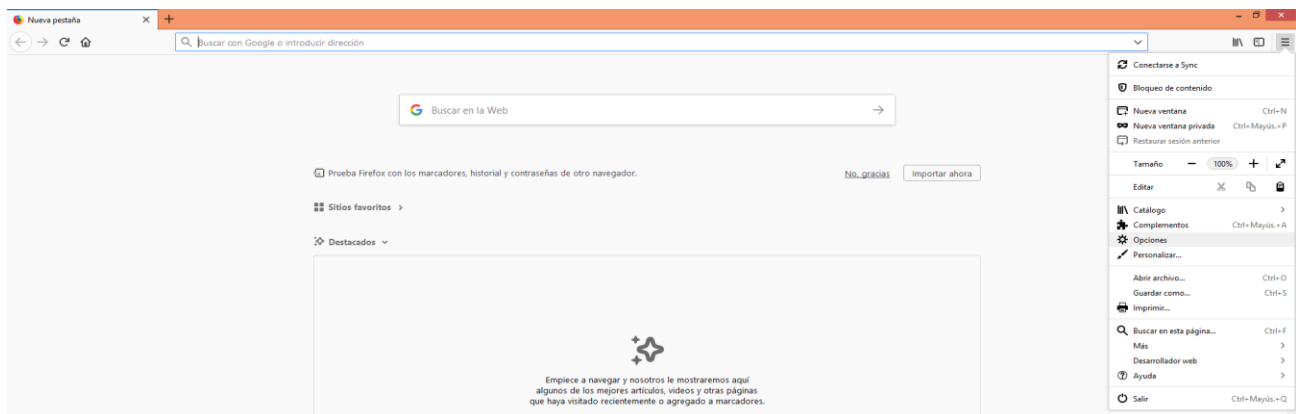 Nueva pestaña
Buscar con Google o introducir dirección
Buscar en la Web
Prueba Firefox con los marcadores, historial y contraseñas de otro navegador.
No, gracias
Importar ahora
Sitios favoritos
Destacados
Empiece a navegar y nosotros le mostraremos aquí
algunos de los mejores artículos, videos y otras páginas
que haya visitado recientemente o agregado a marcadores.
Conectarse a Sync
Bloqueo de contenido
Nueva ventana Ctrl+N
Nueva ventana privada Ctrl+Mayús.+P
Restaurar sesión anterior
Tamaño 100%
Editar
Catálogo
Complementos Ctrl+Mayús.+A
Opciones
Personalizar...
Abrir archivo... Ctrl+O
Guardar como... Ctrl+S
Imprimir...
Buscar en esta página... Ctrl+F
Más
Desarrollador web
Ayuda
Salir Ctrl+Mayús.+Q